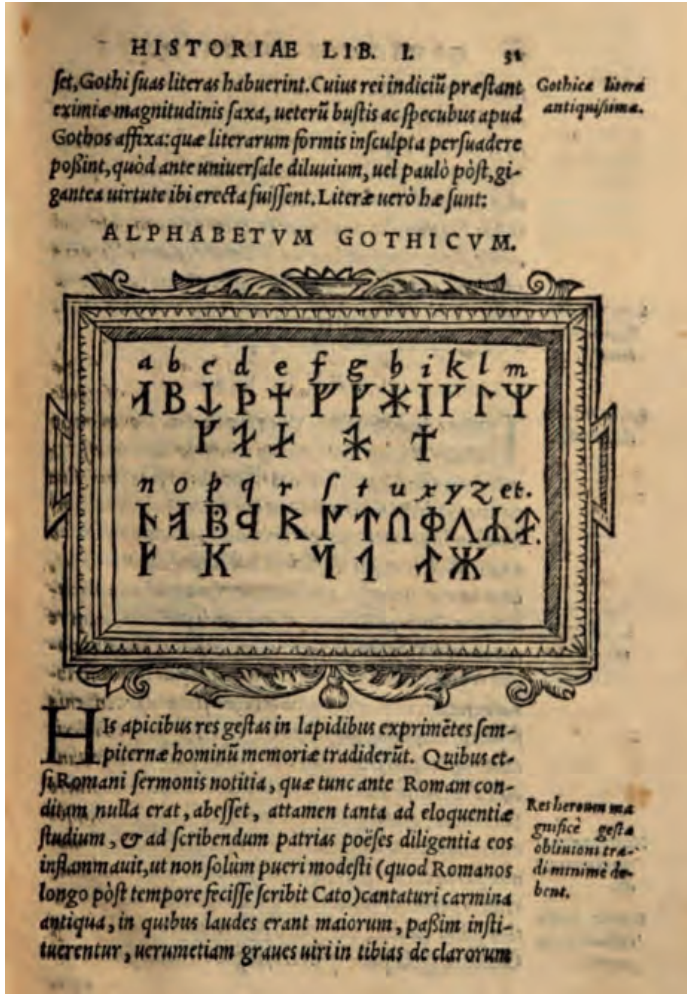 HISTORIAE LIB. I. 31
ſet, Gothi ſuas literas habuerint. Cuius rei indiciũ præſtant
eximiæ magnitudinis ſaxa, ueterũ buſtis ac ſpecubus apud
Gothos affixa: quæ literarum formis inſculpta perſuadere
poßint, quòd ante uniuerſale diluuium, uel paulò pòſt, gi-
gantea uirtute ibi erecta fuiſſent. Literæ uerò hæ ſunt:
Gothicæ literæ
antiquißimæ.
ALPHABETVM GOTHICVM.
a b c d e f g h i k l m
n o p q r ſ t u x y z et.
HIs apicibus res geſtas in lapidibus exprimẽtes ſem-
piternæ hominũ memoriæ tradiderũt. Quibus et-
ſi Romani ſermonis notitia, quæ tunc ante Romam con-
ditam nulla erat, abeſſet, attamen tanta ad eloquentiæ
ſtudium, & ad ſcribendum patrias poëſes diligentia eos
inflammauit, ut non ſolùm pueri modeſti (quod Romanos
longo pòſt tempore feciſſe ſcribit Cato) cantaturi carmina
antiqua, in quibus laudes erant maiorum, paßim inſti-
tuerentur, uerumetiam graues uiri in tibias de clarorum
Res heroum ma
gnificè geſtæ
obliuioni tra-
di minimè de-
bent.